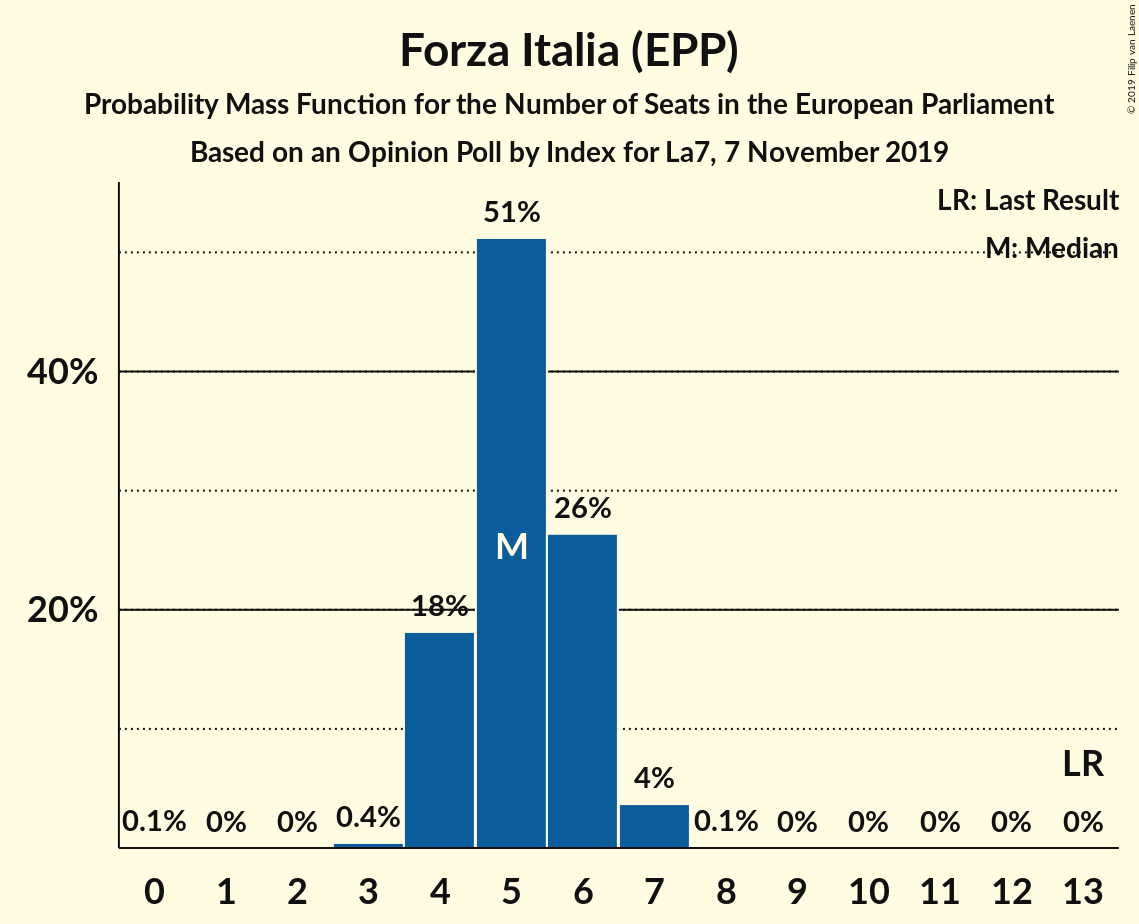 Forza Italia (EPP)
Probability Mass Function for the Number of Seats in the European Parliament
Based on an Opinion Poll by Index for La7, 7 November 2019
© 2019 Filip van Laenen
LR: Last Result
M: Median
51%
40%
26%
M
20%
18%
LR
4%
0.1% 0% 0% 0.4% 0.1% 0% 0% 0% 0% 0%
0 1 2 3 4 5 6 7 8 9 10 11 12 13